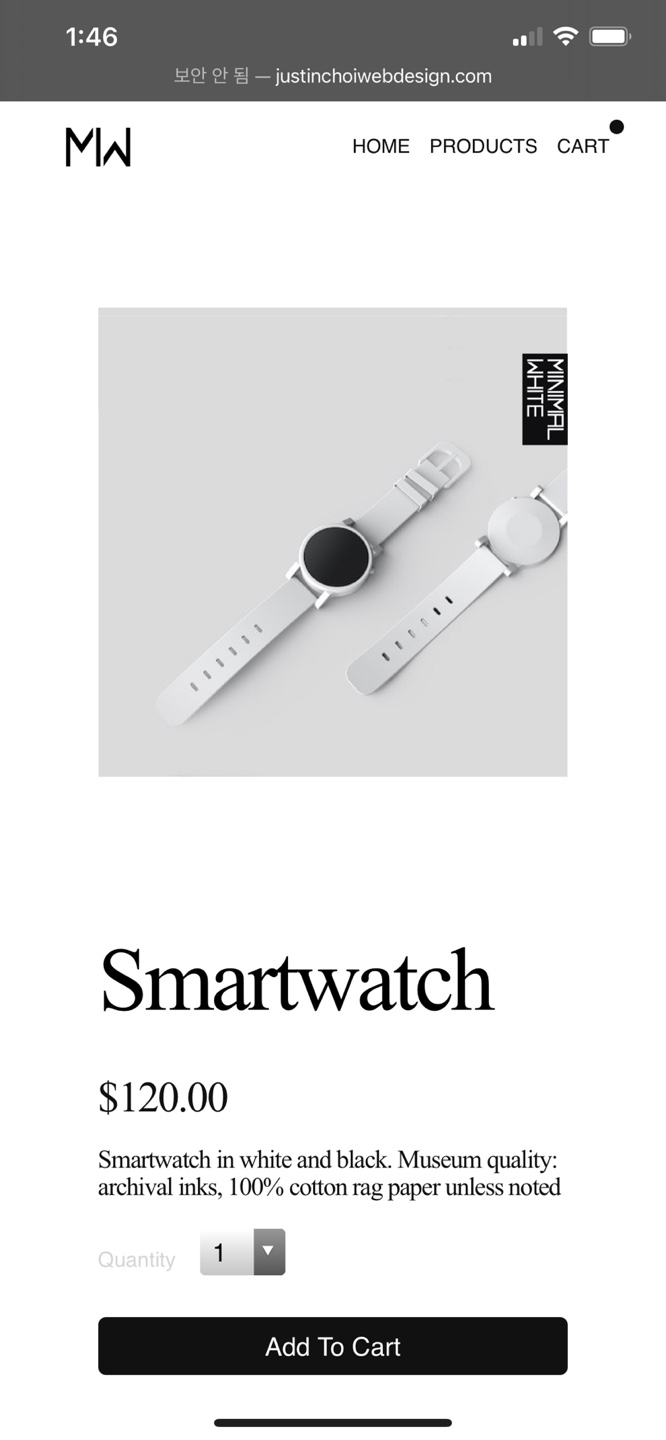 1:46
보안 안 됨 — justinchoiwebdesign.com
MW
HOME PRODUCTS CART
MINIMAL
WHITE
Smartwatch
$120.00
Smartwatch in white and black. Museum quality:
archival inks, 100% cotton rag paper unless noted
Quantity 1
Add To Cart